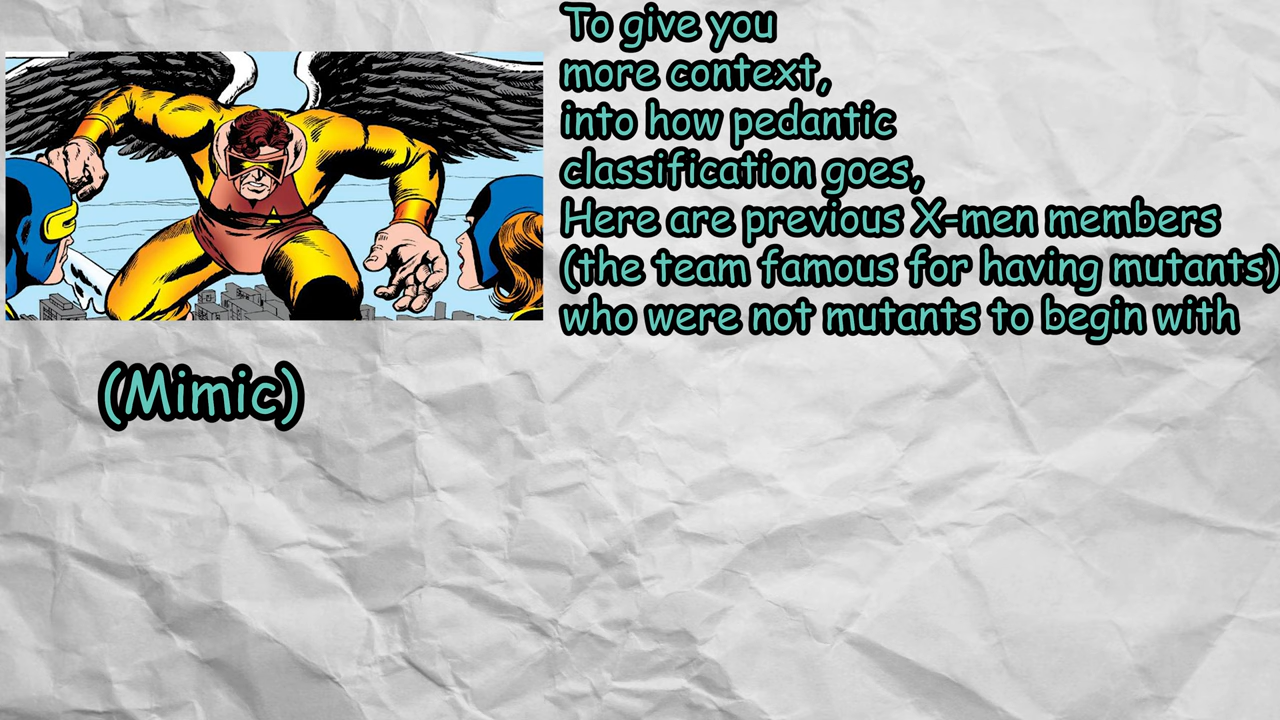 To give you
more context,
into how pedantic
classification goes,
Here are previous X-men members
(the team famous for having mutants)
who were not mutants to begin with
(Mimic)